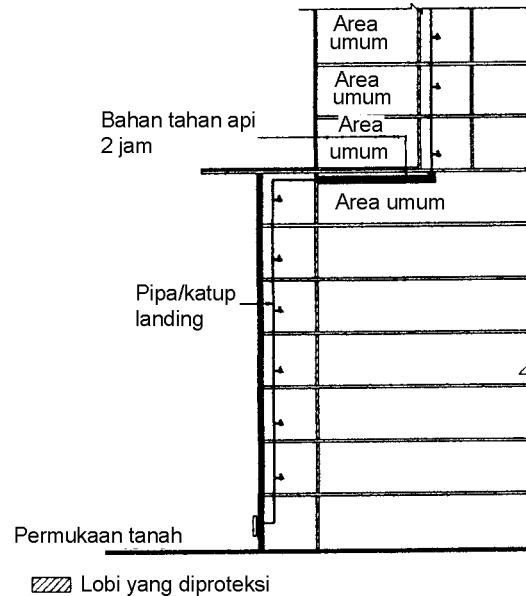 Area
umum
Area
umum
Bahan tahan api
2 jam
Area
umum
Area umum
Pipa/katup
landing
Permukaan tanah
Lobi yang diproteksi